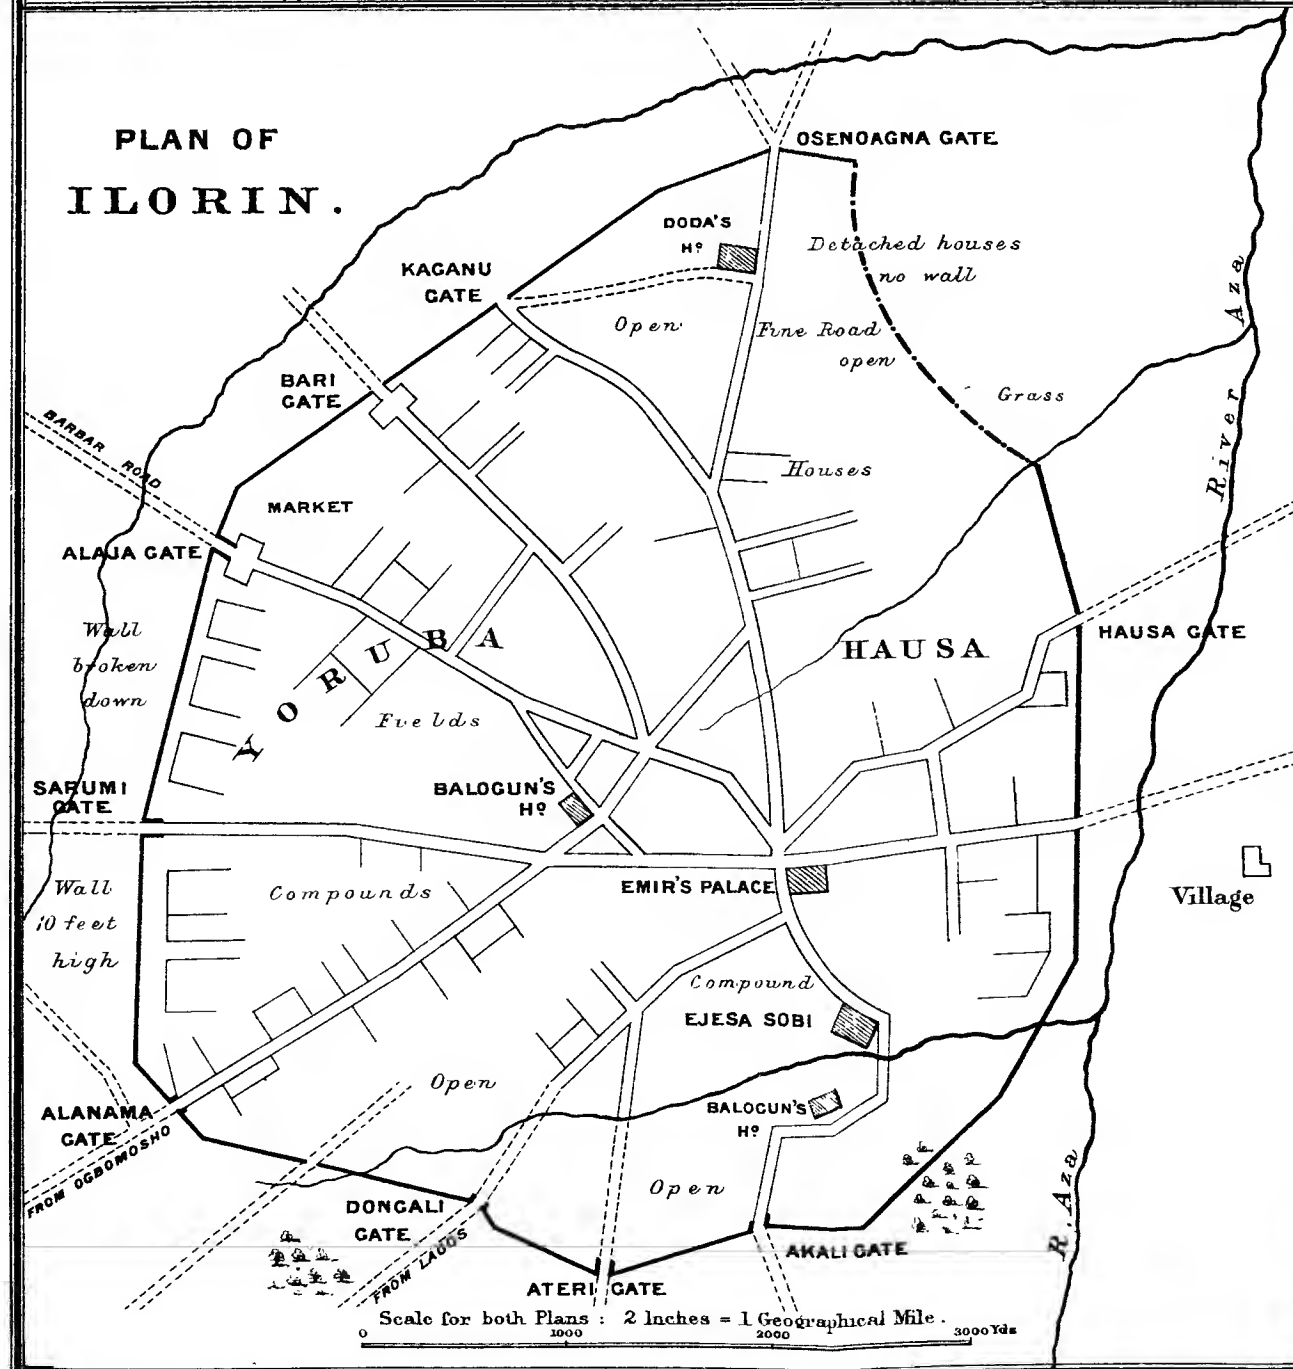 PLAN OF
ILORIN.
OSENOAGNA GATE
DODA'S
Hº
Detached houses
no wall
KAGANU
GATE
Open
Fine Road
open
Grass
River Aza
BARI
GATE
BARBAR ROAD
MARKET
Houses
ALAJA GATE
YORUBA
HAUSA
HAUSA GATE
Wall
broken
down
Fields
SARUMI
GATE
BALOGUN'S
Hº
EMIR'S PALACE
Village
Wall
10 feet
high
Compounds
Compound
EJESA SOBI
Open
BALOGUN'S
Hº
ALANAMA
GATE
FROM OGBOMOSHO
Open
R. Aza
DONGALI
GATE
FROM LAGOS
AKALI GATE
ATERI GATE
Scale for both Plans : 2 Inches = 1 Geographical Mile.
0 1000 2000 3000 Yds